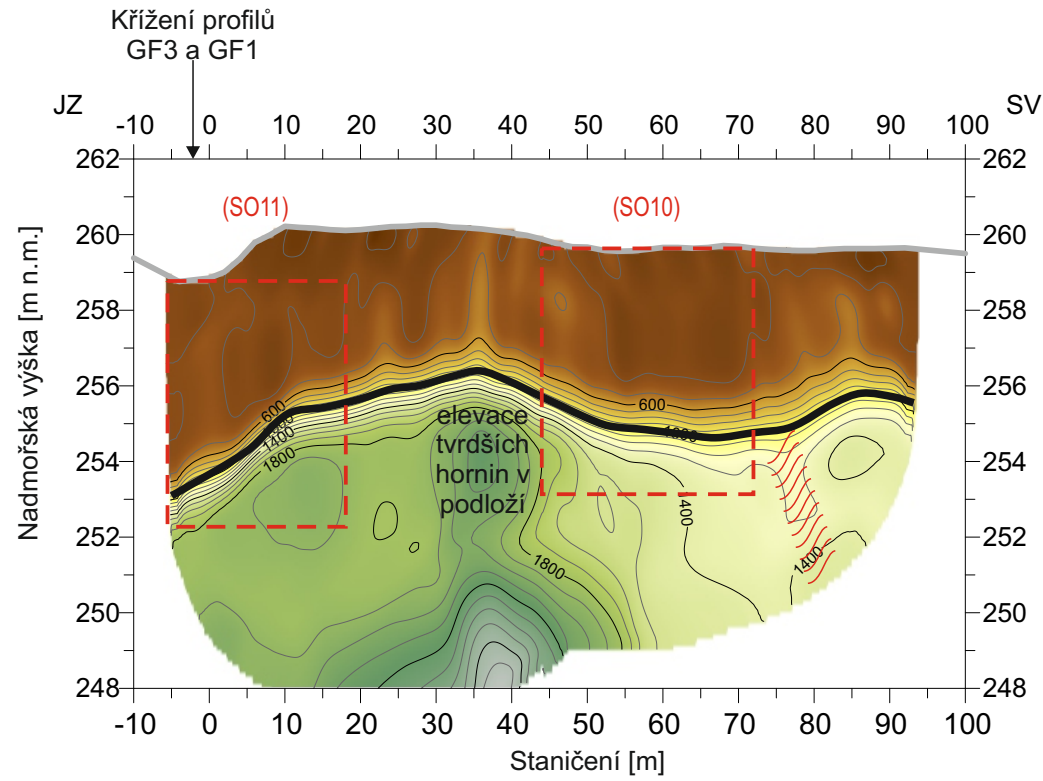 Křížení profilů
GF3 a GF1
JZ
SV
-10 0 10 20 30 40 50 60 70 80 90 100
262 262
(SO11) (SO10)
260 260
258 258
256 256
254 254
252 252
250 250
248 248
Nadmořská výška [m n.m.]
600
1400
1800
600
1000
elevace
tvrdších
hornin v
podloží
1400
1800
1400
-10 0 10 20 30 40 50 60 70 80 90 100
Staničení [m]